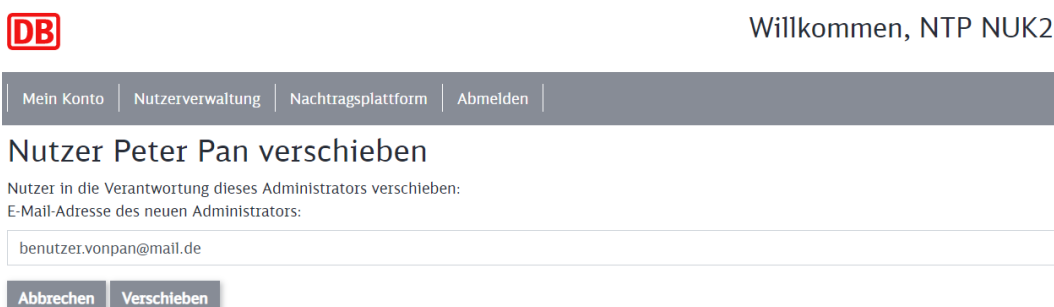 DB
Willkommen, NTP NUK2
Mein Konto
Nutzerverwaltung
Nachtragsplattform
Abmelden
Nutzer Peter Pan verschieben
Nutzer in die Verantwortung dieses Administrators verschieben:
E-Mail-Adresse des neuen Administrators:
benutzer.vonpan@mail.de
Abbrechen
Verschieben